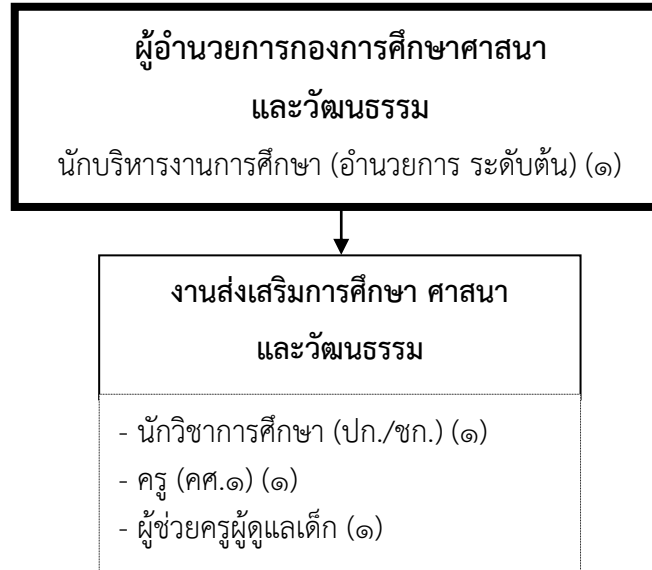 ผู้อำนวยการกองการศึกษาศาสนา
และวัฒนธรรม
นักบริหารงานการศึกษา (อำนวยการ ระดับต้น) (๑)
งานส่งเสริมการศึกษา ศาสนา
และวัฒนธรรม
- นักวิชาการศึกษา (ปก./ชก.) (๑)
- ครู (คศ.๑) (๑)
- ผู้ช่วยครูผู้ดูแลเด็ก (๑)